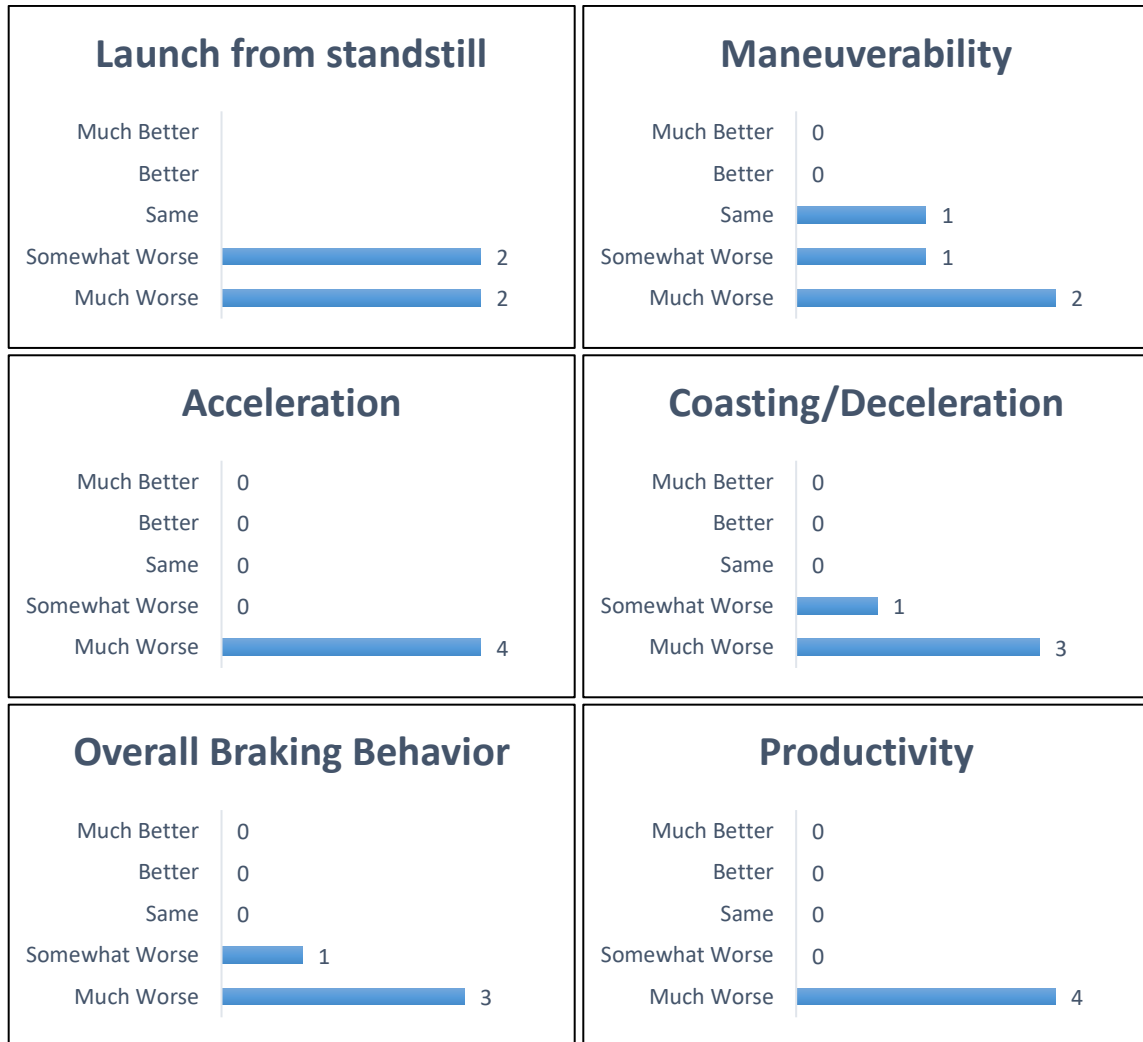 Launch from standstill
Much Better
Better
Same
Somewhat Worse 2
Much Worse 2
Maneuverability
Much Better 0
Better 0
Same 1
Somewhat Worse 1
Much Worse 2
Acceleration
Much Better 0
Better 0
Same 0
Somewhat Worse 0
Much Worse 4
Coasting/Deceleration
Much Better 0
Better 0
Same 0
Somewhat Worse 1
Much Worse 3
Overall Braking Behavior
Much Better 0
Better 0
Same 0
Somewhat Worse 1
Much Worse 3
Productivity
Much Better 0
Better 0
Same 0
Somewhat Worse 0
Much Worse 4